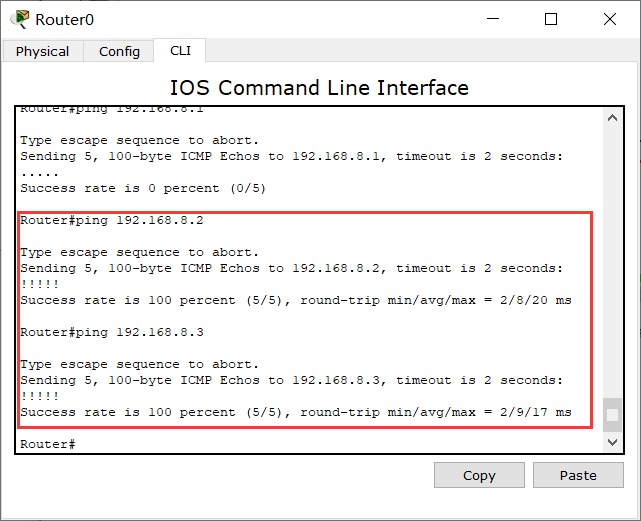 Router0
Physical Config CLI
IOS Command Line Interface
Router#ping 192.168.8.1
Type escape sequence to abort.
Sending 5, 100-byte ICMP Echos to 192.168.8.1, timeout is 2 seconds:
.....
Success rate is 0 percent (0/5)
Router#ping 192.168.8.2
Type escape sequence to abort.
Sending 5, 100-byte ICMP Echos to 192.168.8.2, timeout is 2 seconds:
!!!!!
Success rate is 100 percent (5/5), round-trip min/avg/max = 2/8/20 ms
Router#ping 192.168.8.3
Type escape sequence to abort.
Sending 5, 100-byte ICMP Echos to 192.168.8.3, timeout is 2 seconds:
!!!!!
Success rate is 100 percent (5/5), round-trip min/avg/max = 2/9/17 ms
Router#
Copy Paste